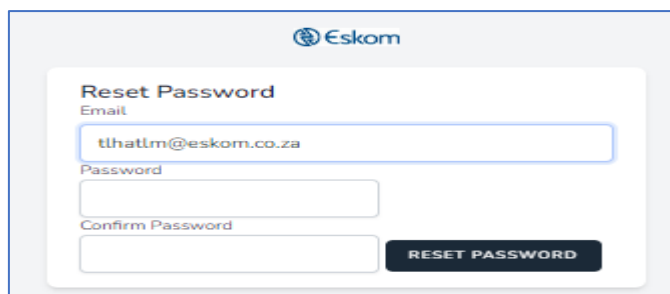 Eskom
Reset Password
Email
tlhatlm@eskom.co.za
Password
Confirm Password
RESET PASSWORD